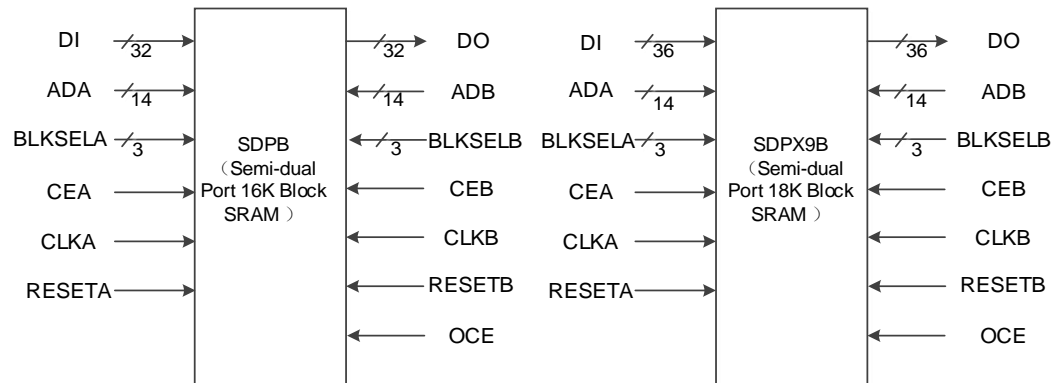 DI
32
ADA
14
BLKSELA
3
CEA
CLKA
RESETA
SDPB
（Semi-dual
Port 16K Block
SRAM ）
32
DO
14
ADB
3
BLKSELB
CEB
CLKB
RESETB
OCE
DI
36
ADA
14
BLKSELA
3
CEA
CLKA
RESETA
SDPX9B
（Semi-dual
Port 18K Block
SRAM ）
36
DO
14
ADB
3
BLKSELB
CEB
CLKB
RESETB
OCE